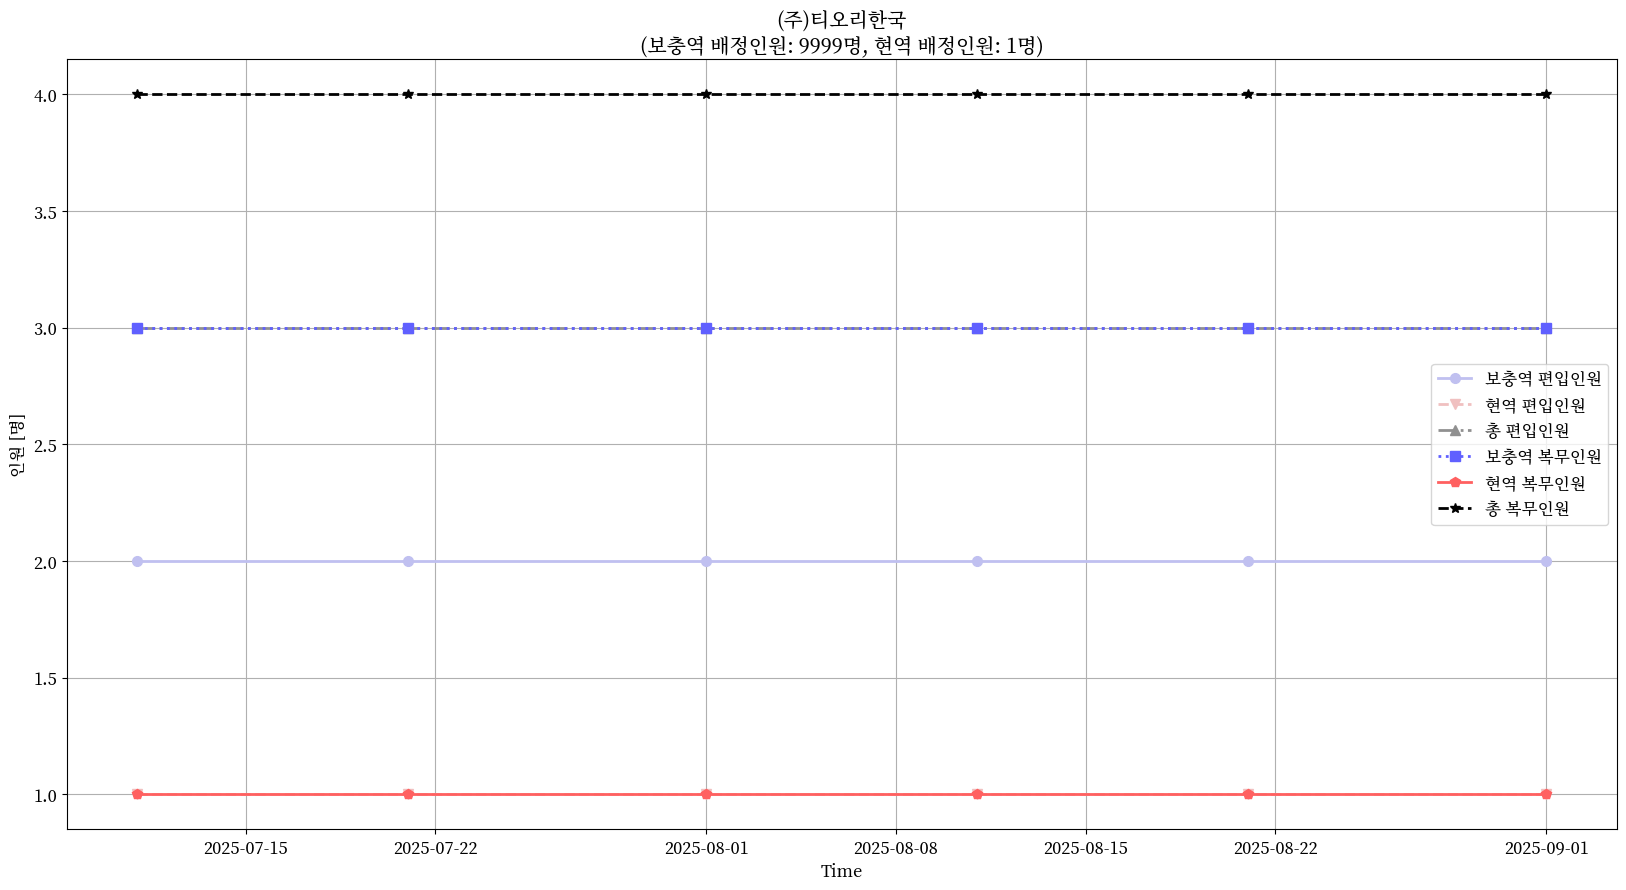 (주)티오리한국
(보충역 배정인원: 9999명, 현역 배정인원: 1명)
4.0
3.5
3.0
2.5
2.0
1.5
1.0
인원 [명]
보충역 편입인원
현역 편입인원
총 편입인원
보충역 복무인원
현역 복무인원
총 복무인원
2025-07-15
2025-07-22
2025-08-01
2025-08-08
2025-08-15
2025-08-22
2025-09-01
Time